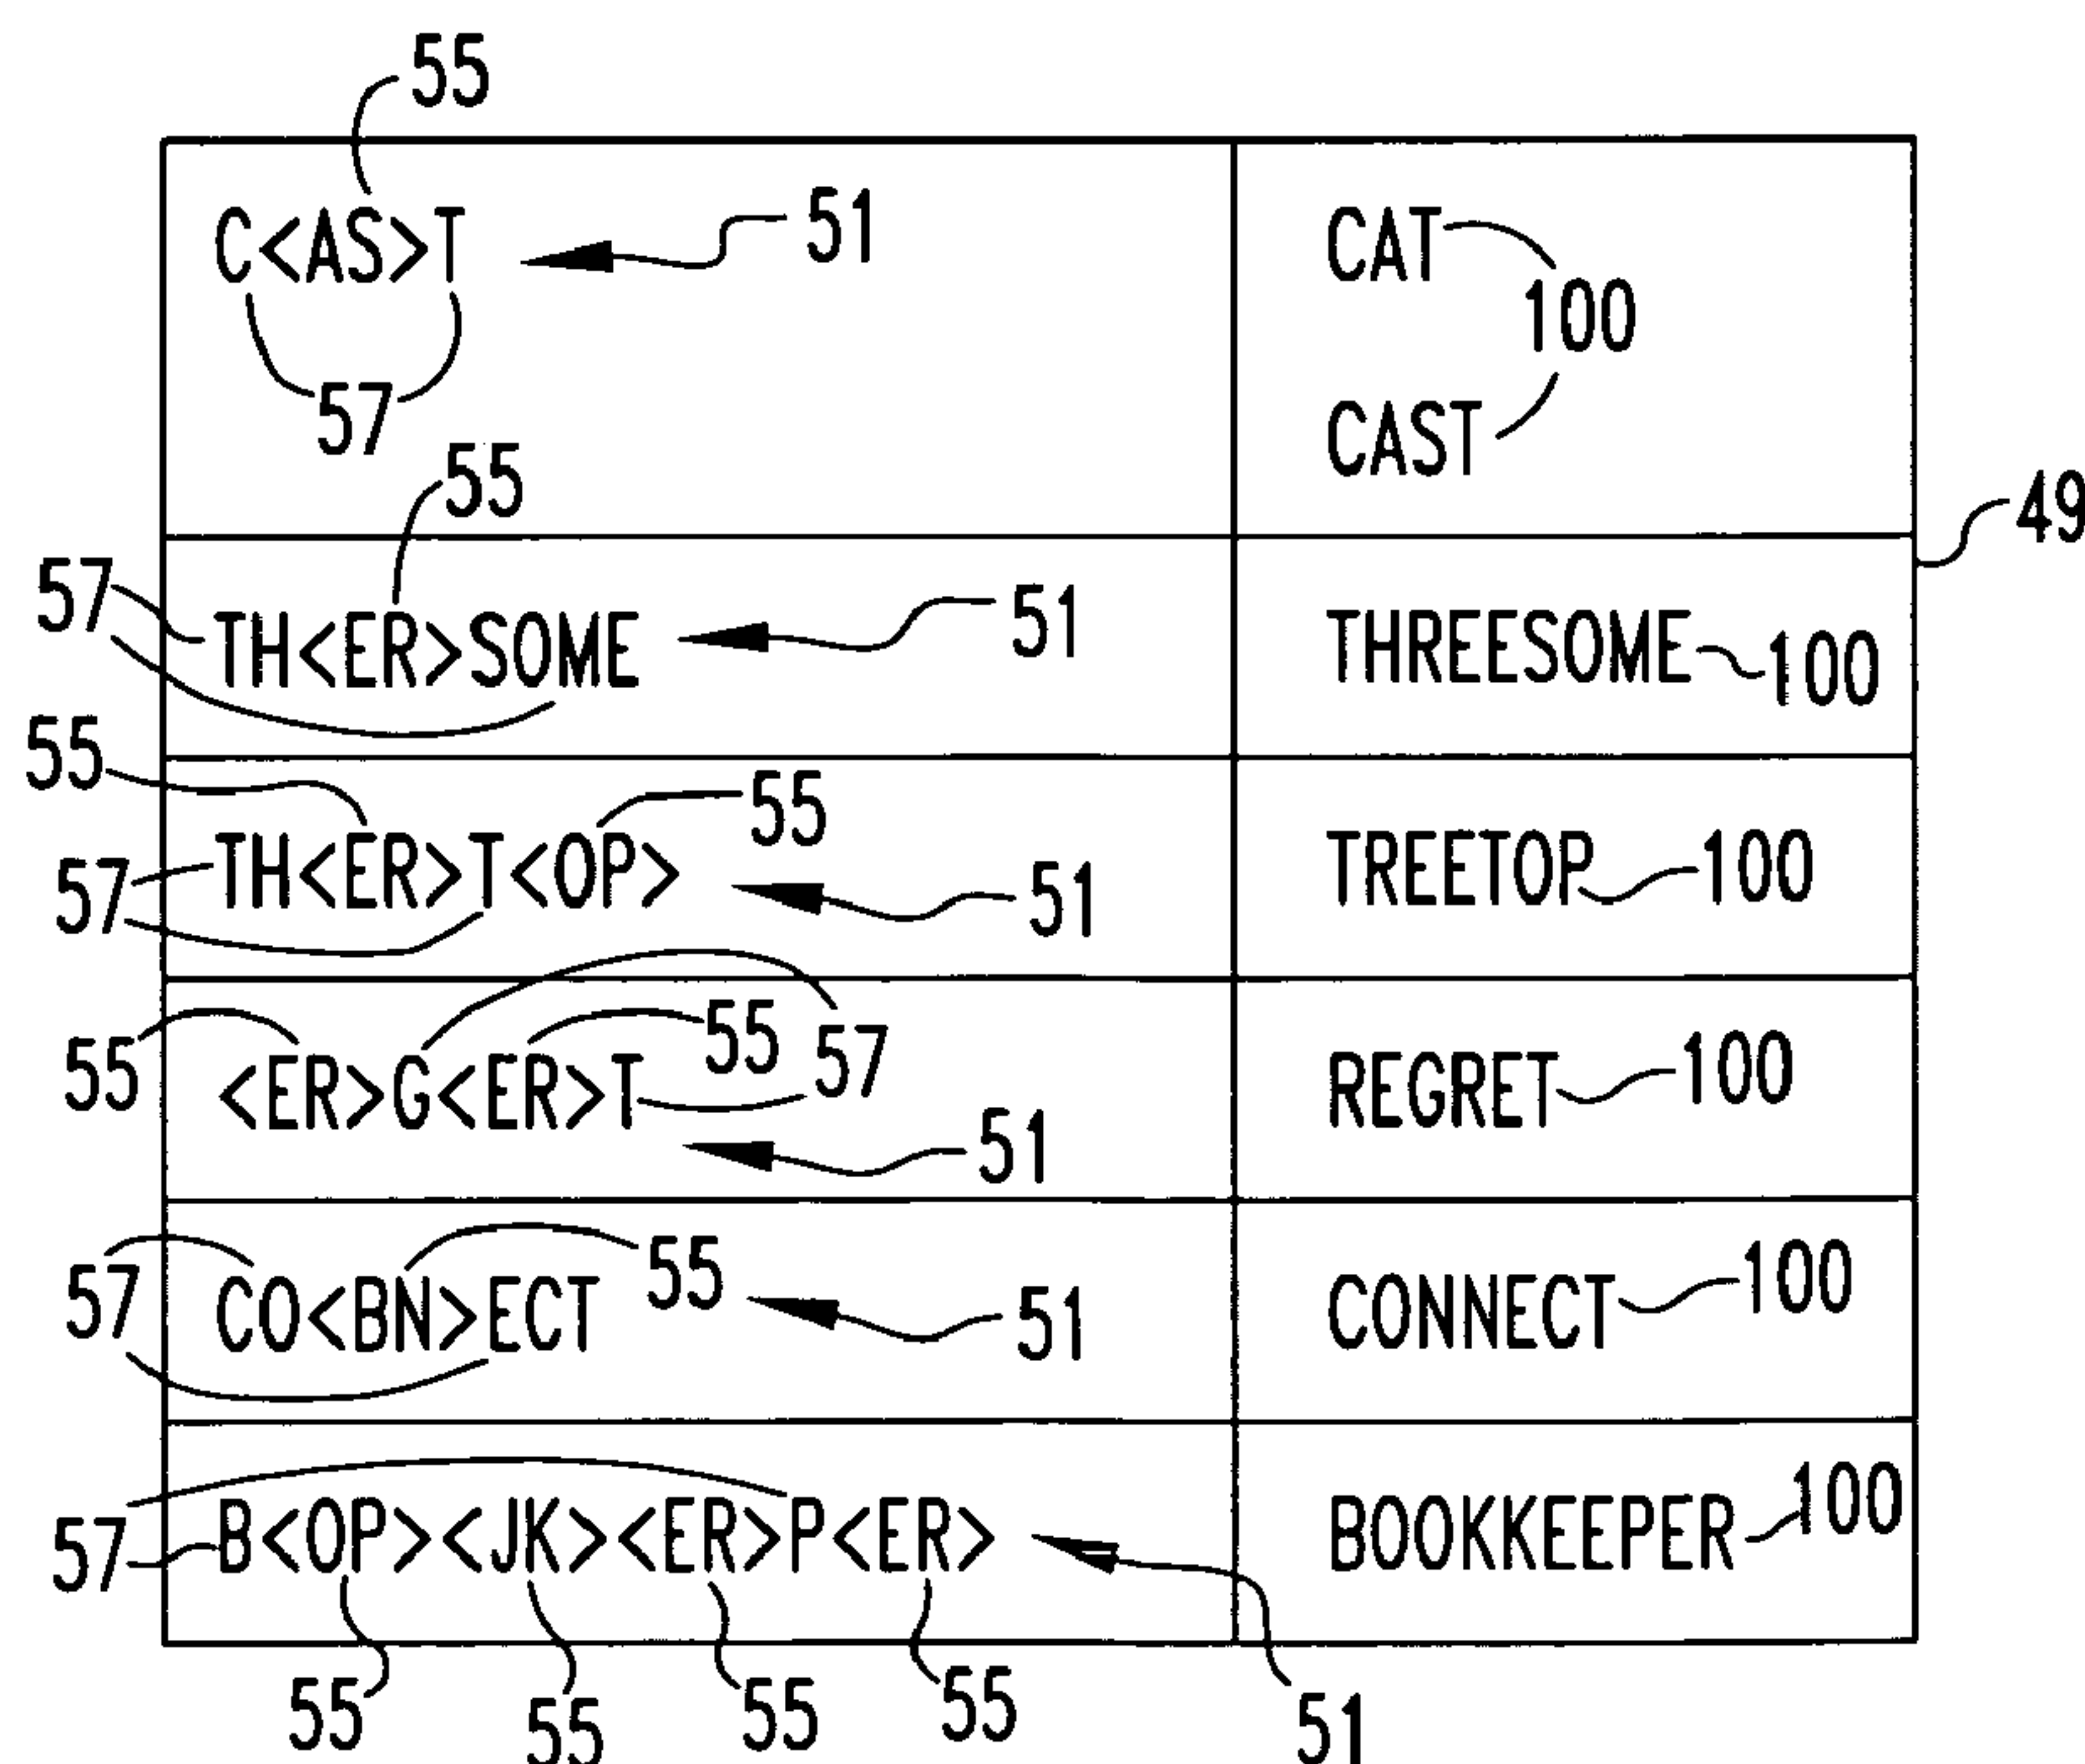 55
C<AS>T 51 CAT
100
57 CAST
55
49
57 TH<ER>SOME 51 THREESOME 100
55 55
57 TH<ER>T<OP> 51 TREETOP 100
55 <ER>G<ER>T 55 57 REGRET 100
51
57 CO<BN>ECT 55 51 CONNECT 100
57 B<OP><JK><ER>P<ER> BOOKKEEPER 100
55 55 55 55 51